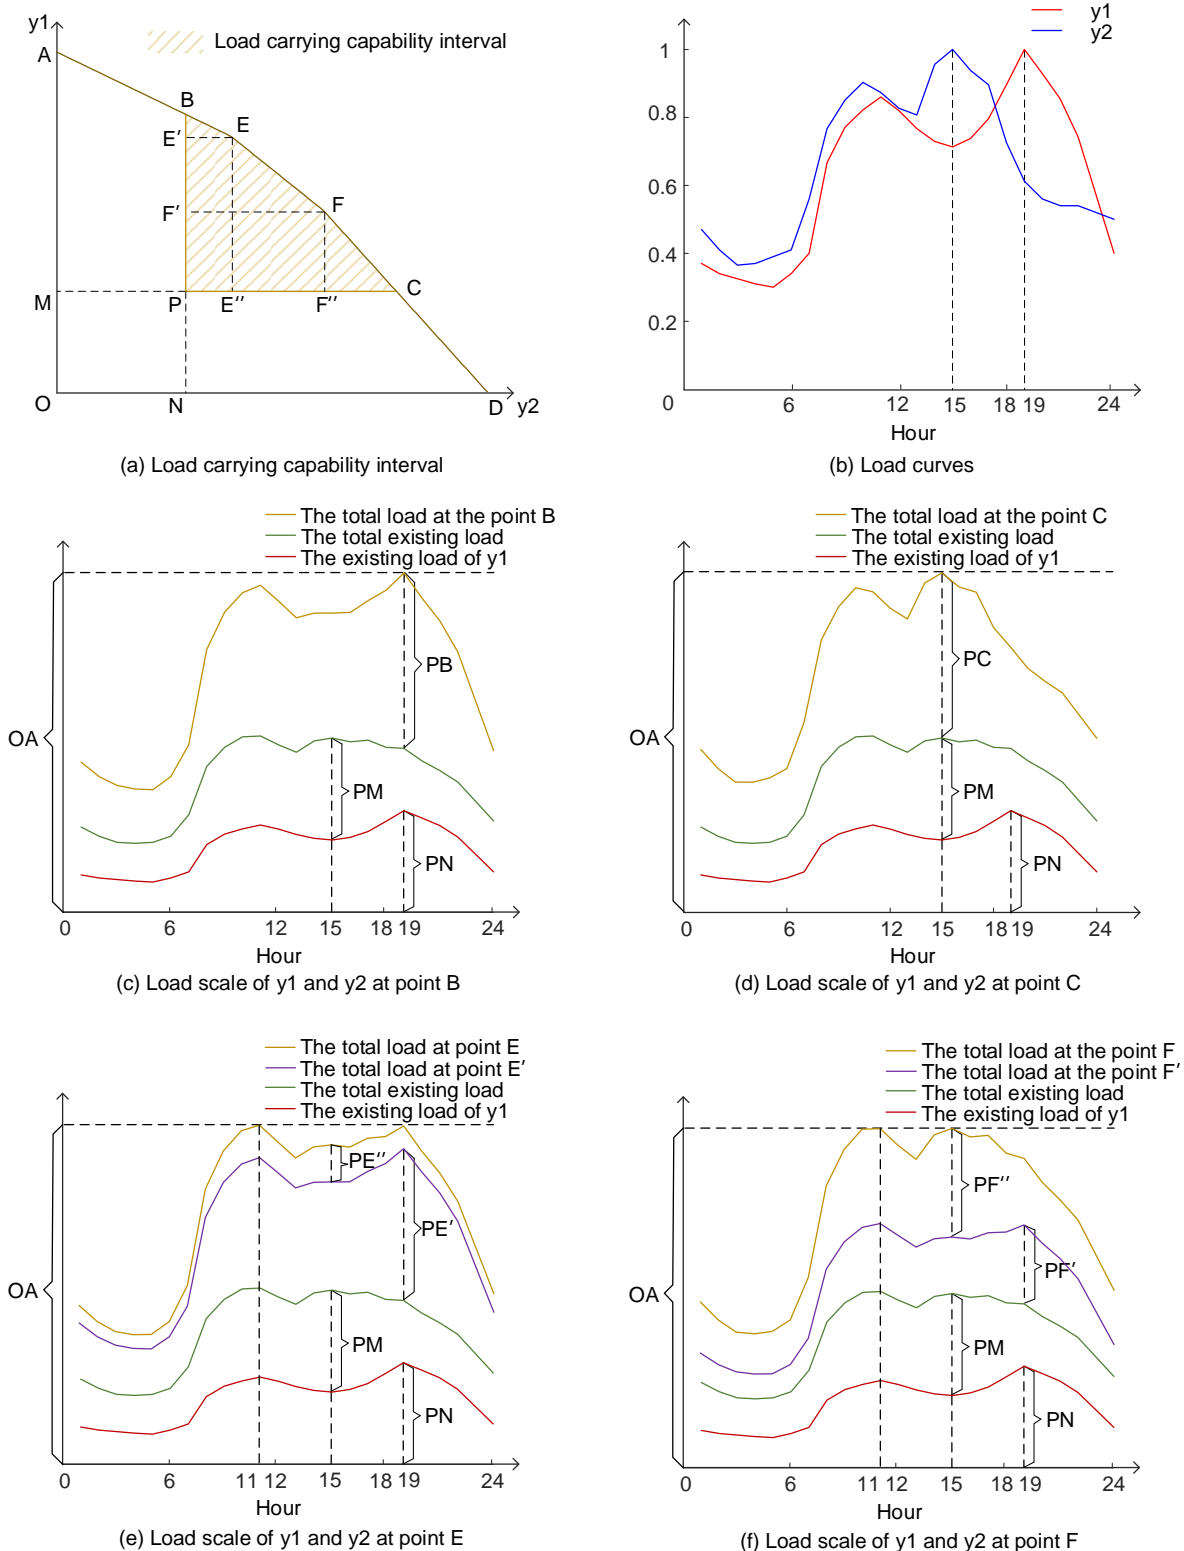 y1
A
Load carrying capability interval
B
E
E′
F
F′
M
P
E′′
F′′
C
O
N
D
y2
(a) Load carrying capability interval
y1
y2
1
0.8
0.6
0.4
0.2
0
6
12
15
18
19
24
Hour
(b) Load curves
The total load at the point B
The total existing load
The existing load of y1
PB
OA
PM
PN
0
6
12
15
18
19
24
Hour
(c) Load scale of y1 and y2 at point B
The total load at the point C
The total existing load
The existing load of y1
PC
OA
PM
PN
0
6
12
15
18
19
24
Hour
(d) Load scale of y1 and y2 at point C
The total load at point E
The total load at point E′
The total existing load
The existing load of y1
PE′′
PE′
OA
PM
PN
0
6
11
12
15
18
19
24
Hour
(e) Load scale of y1 and y2 at point E
The total load at the point F
The total load at the point F′
The total existing load
The existing load of y1
PF′′
PF′
OA
PM
PN
0
6
11
12
15
18
19
24
Hour
(f) Load scale of y1 and y2 at point F